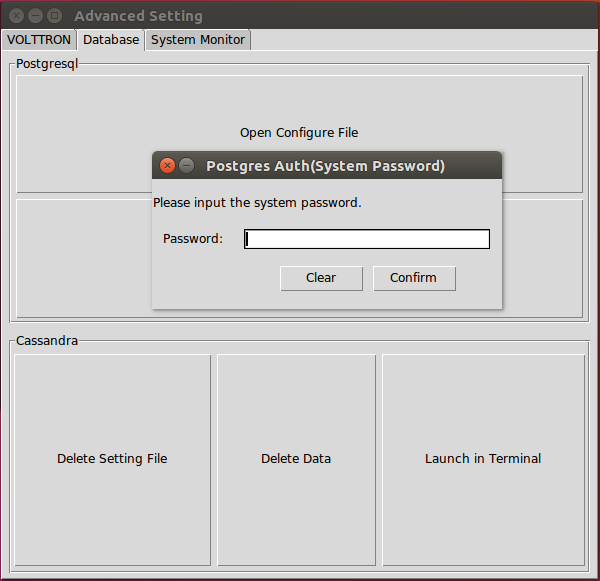 Advanced Setting
VOLTTRON Database System Monitor
Postgresql
Open Configure File
Postgres Auth(System Password)
Please input the system password.
Password:
Clear Confirm
Cassandra
Delete Setting File Delete Data Launch in Terminal